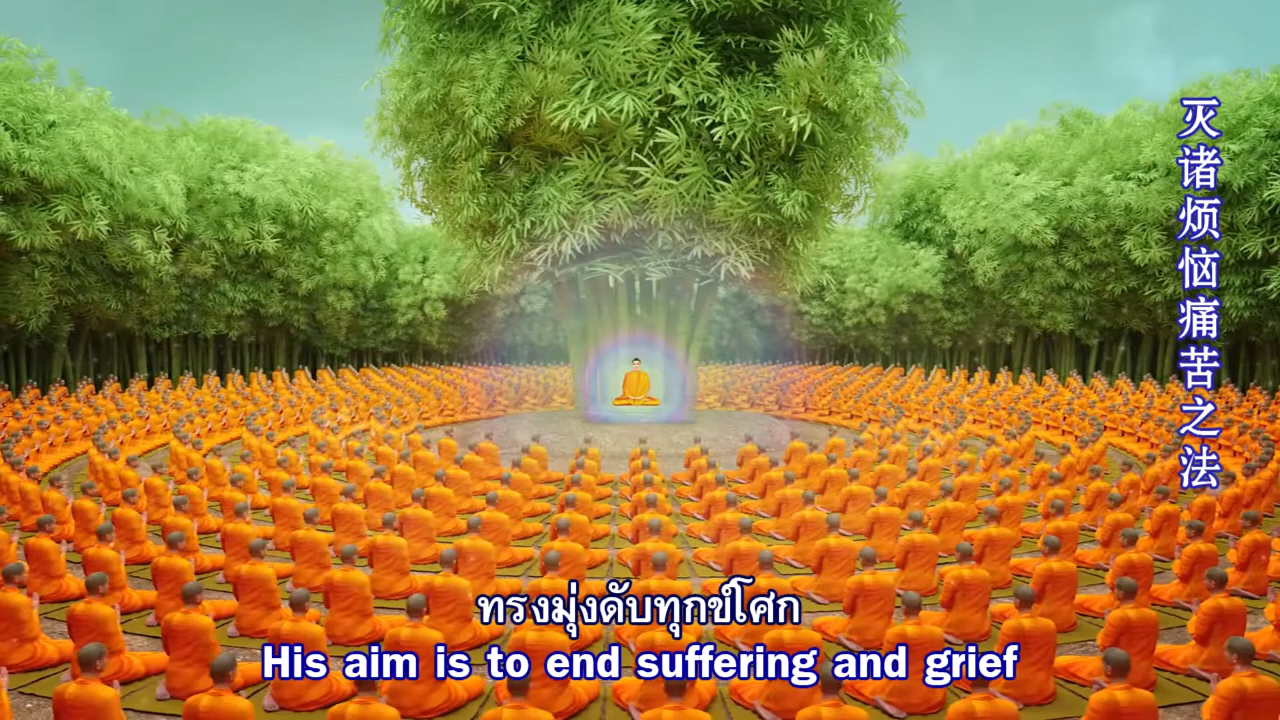 灭诸烦恼痛苦之法
ทรงมุ่งดับทุกข์โศก
His aim is to end suffering and grief